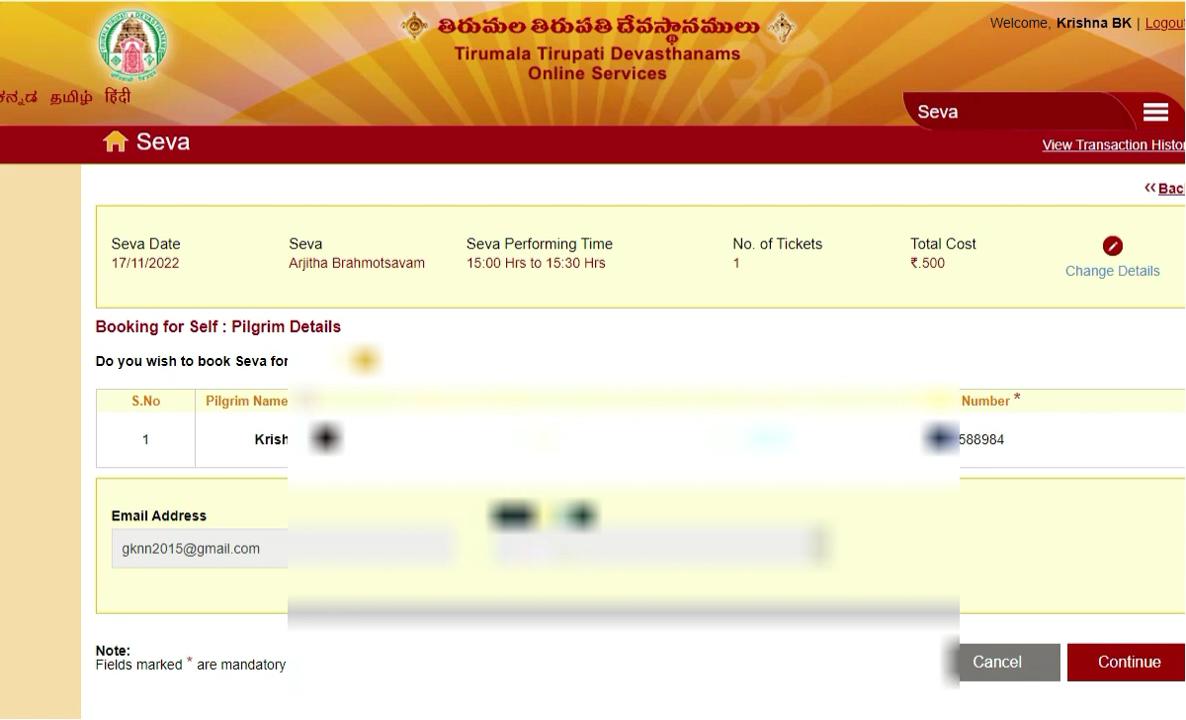 తిరుమల తిరుపతి దేవస్థానములు
Tirumala Tirupati Devasthanams
Online Services
Welcome, Krishna BK | Logout
ಕನ್ನಡ தமிழ் हिंदी
Seva
Seva
View Transaction Histor
‹‹ Back
Seva Date Seva Seva Performing Time No. of Tickets Total Cost
17/11/2022 Arjitha Brahmotsavam 15:00 Hrs to 15:30 Hrs 1 ₹.500
Change Details
Booking for Self : Pilgrim Details
Do you wish to book Seva for
S.No Pilgrim Name Number *
1 Krish 588984
Email Address
gknn2015@gmail.com
Note:
Fields marked * are mandatory
Cancel Continue